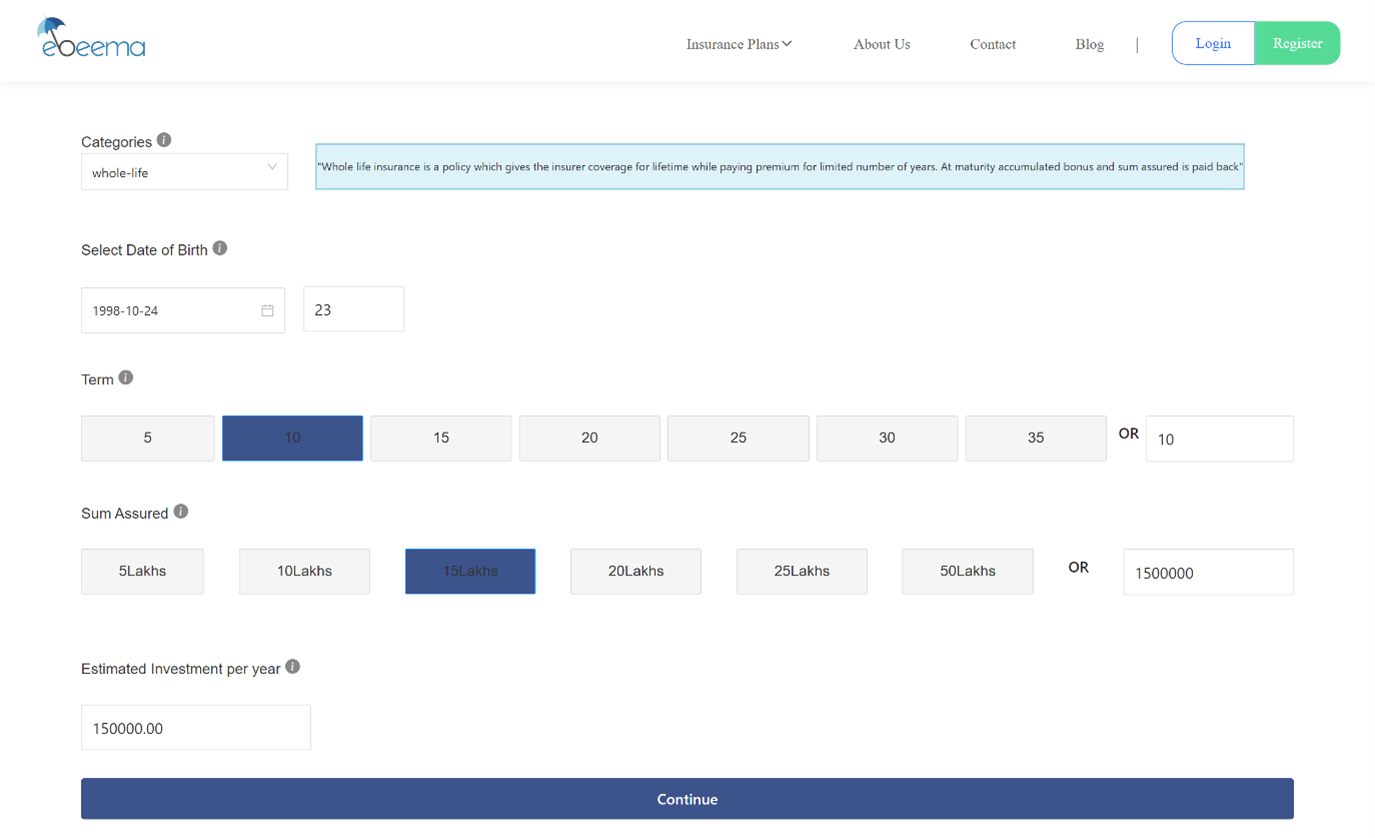 ebeema
Insurance Plans
About Us
Contact
Blog
|
Login
Register
Categories
whole-life
"Whole life insurance is a policy which gives the insurer coverage for lifetime while paying premium for limited number of years. At maturity accumulated bonus and sum assured is paid back"
Select Date of Birth
1998-10-24
23
Term
5
10
15
20
25
30
35
OR
10
Sum Assured
5Lakhs
10Lakhs
15Lakhs
20Lakhs
25Lakhs
50Lakhs
OR
1500000
Estimated Investment per year
150000.00
Continue